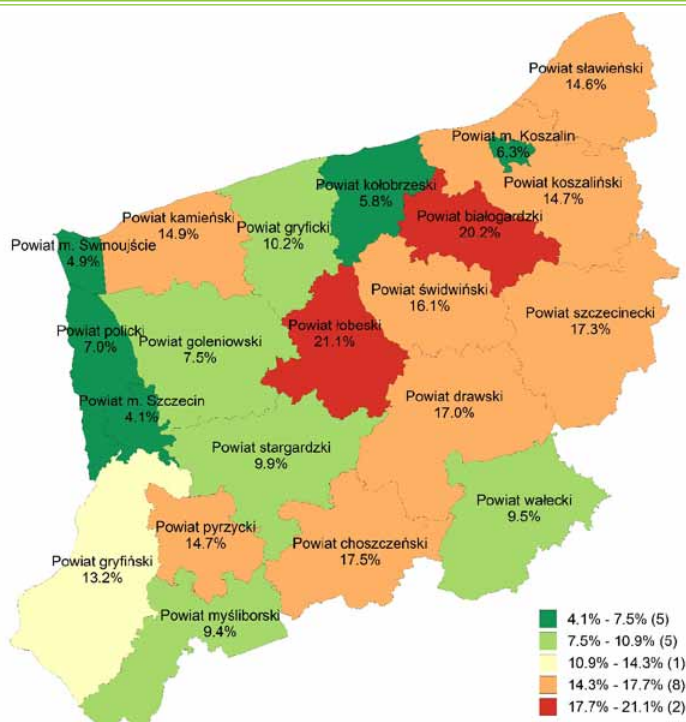 Powiat sławieński
14.6%
Powiat m. Koszalin
6.3%
Powiat kołobrzeski
5.8%
Powiat koszaliński
14.7%
Powiat kamieński
14.9%
Powiat gryficki
10.2%
Powiat białogardzki
20.2%
Powiat m. Świnoujście
4.9%
Powiat świdwiński
16.1%
Powiat szczecinecki
17.3%
Powiat policki
7.0%
Powiat goleniowski
7.5%
Powiat łobeski
21.1%
Powiat m. Szczecin
4.1%
Powiat drawski
17.0%
Powiat stargardzki
9.9%
Powiat wałecki
9.5%
Powiat pyrzycki
14.7%
Powiat choszczeński
17.5%
Powiat gryfiński
13.2%
Powiat myśliborski
9.4%
4.1% - 7.5% (5)
7.5% - 10.9% (5)
10.9% - 14.3% (1)
14.3% - 17.7% (8)
17.7% - 21.1% (2)